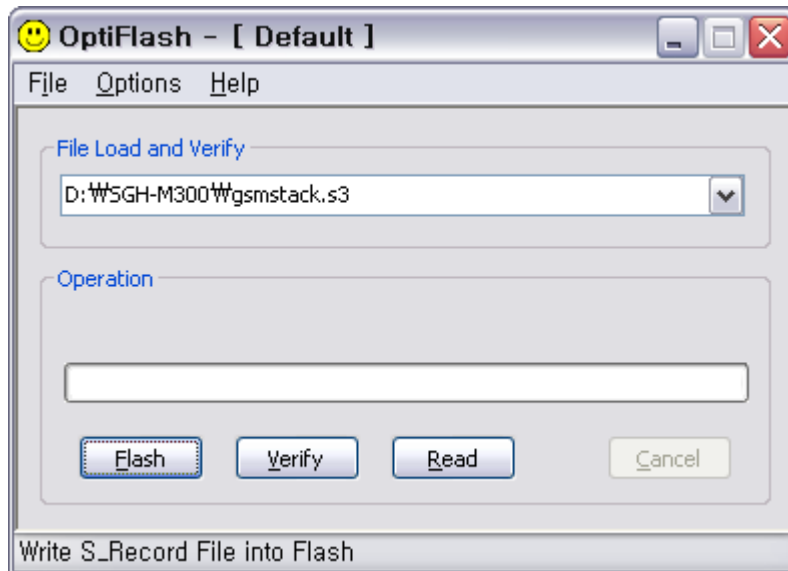 OptiFlash - [ Default ]
File Options Help
File Load and Verify
D:₩SGH-M300₩gsmstack.s3
Operation
Flash Verify Read Cancel
Write S_Record File into Flash